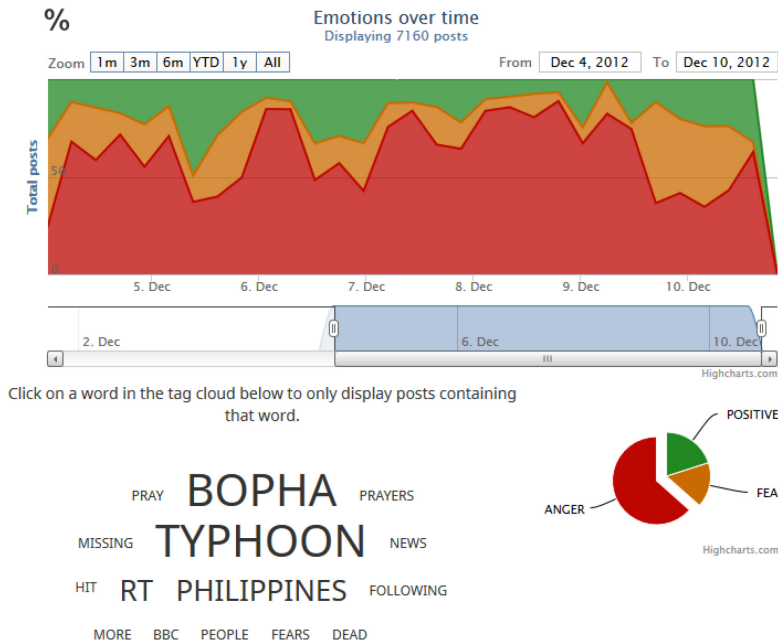 %
Emotions over time
Displaying 7160 posts
Zoom 1m 3m 6m YTD 1y All From Dec 4, 2012 To Dec 10, 2012
Total posts
50
0
5. Dec 6. Dec 7. Dec 8. Dec 9. Dec 10. Dec
2. Dec 6. Dec 10. Dec
Highcharts.com
Click on a word in the tag cloud below to only display posts containing
that word.
POSITIVE
FEA
ANGER
Highcharts.com
PRAY BOPHA PRAYERS
MISSING TYPHOON NEWS
HIT RT PHILIPPINES FOLLOWING
MORE BBC PEOPLE FEARS DEAD